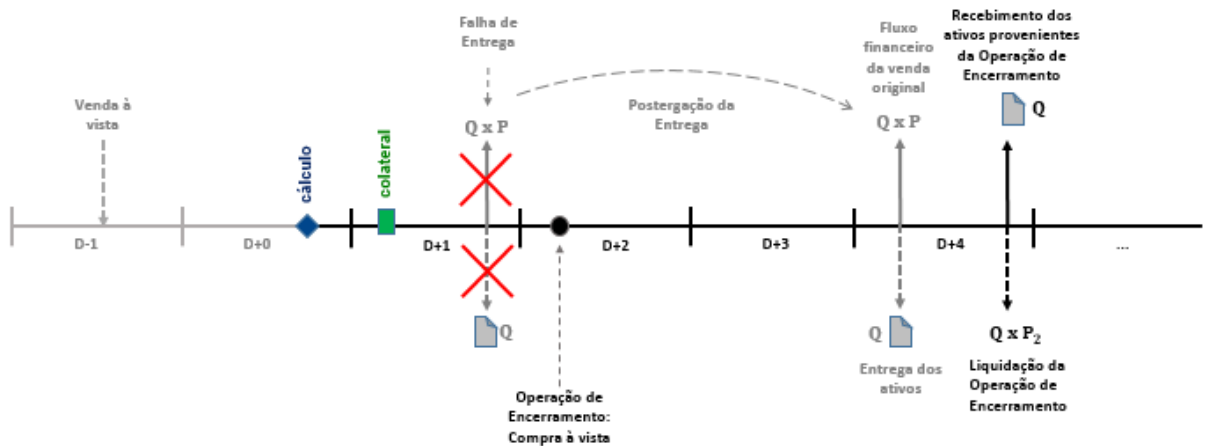 Falha de
Entrega
Venda à
vista
Q x P
Postergação da
Entrega
Fluxo
financeiro
da venda
original
Q x P
Recebimento dos
ativos provenientes
da Operação de
Encerramento
Q
cálculo
colateral
D-1
D+0
D+1
D+2
D+3
D+4
...
Q
Operação de
Encerramento:
Compra à vista
Q
Entrega dos
ativos
Q x P₂
Liquidação da
Operação de
Encerramento